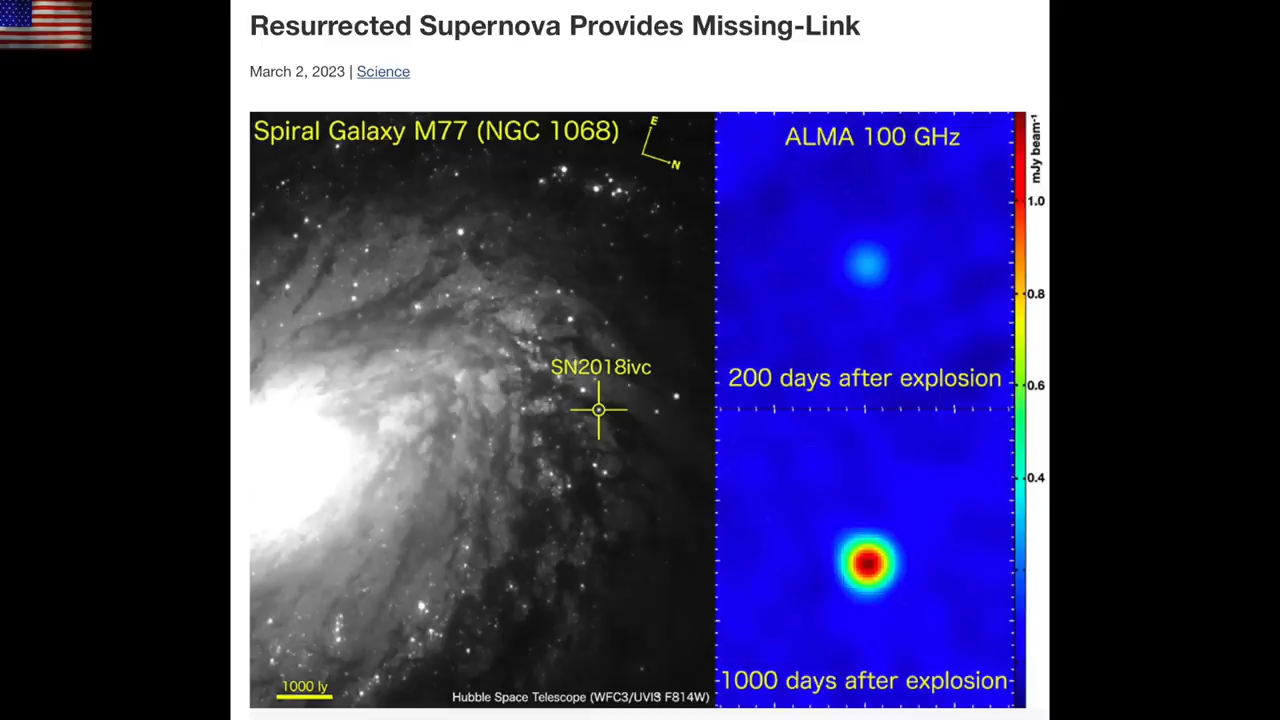 Resurrected Supernova Provides Missing-Link
March 2, 2023 | Science
Spiral Galaxy M77 (NGC 1068)
E
N
SN2018ivc
1000 ly
Hubble Space Telescope (WFC3/UVIS F814W)
ALMA 100 GHz
200 days after explosion
1000 days after explosion
mJy beam⁻¹
1.0
0.8
0.6
0.4